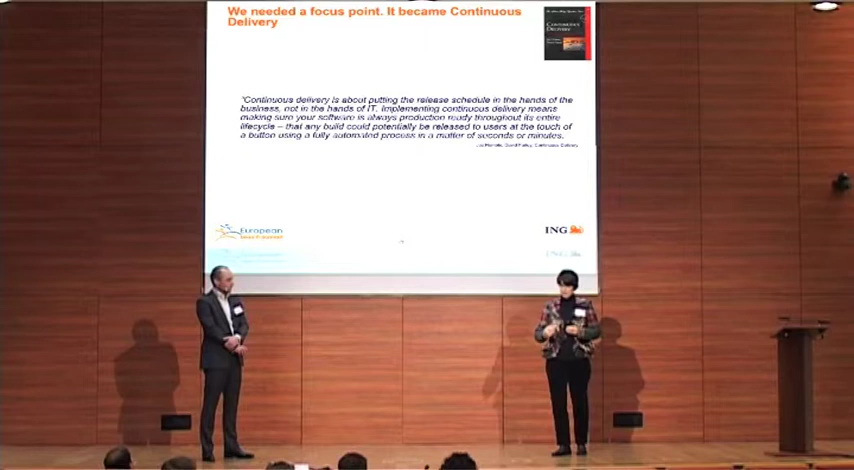 We needed a focus point. It became Continuous
Delivery
"Continuous delivery is about putting the release schedule in the hands of the
business, not in the hands of IT. Implementing continuous delivery means
making sure your software is always production ready throughout its entire
lifecycle – that any build could potentially be released to users at the touch of
a button using a fully automated process in a matter of seconds or minutes.
Continuous Delivery
European
ING